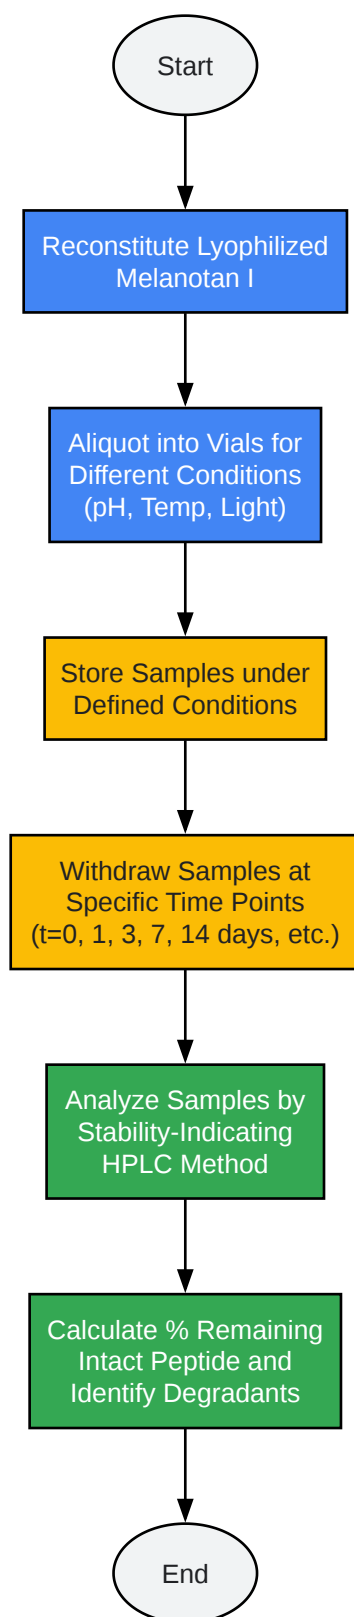 Start
Reconstitute Lyophilized
Melanotan I
Aliquot into Vials for
Different Conditions
(pH, Temp, Light)
Store Samples under
Defined Conditions
Withdraw Samples at
Specific Time Points
(t=0, 1, 3, 7, 14 days, etc.)
Analyze Samples by
Stability-Indicating
HPLC Method
Calculate % Remaining
Intact Peptide and
Identify Degradants
End